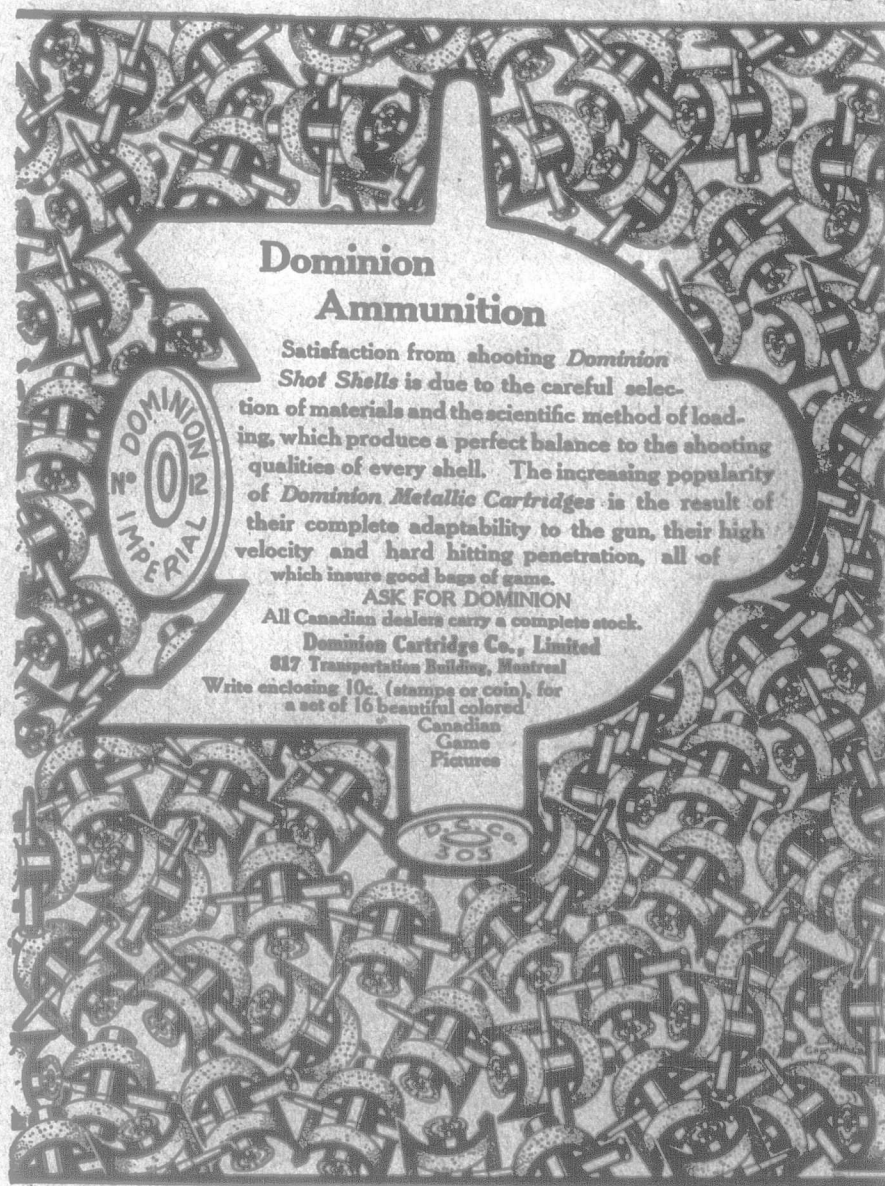 Dominion
Ammunition
Satisfaction from shooting Dominion
Shot Shells is due to the careful selec-
tion of materials and the scientific method of load-
ing, which produce a perfect balance to the shooting
qualities of every shell. The increasing popularity
of Dominion Metallic Cartridges is the result of
their complete adaptability to the gun, their high
velocity and hard hitting penetration, all of
which insure good bags of game.
ASK FOR DOMINION
All Canadian dealers carry a complete stock.
Dominion Cartridge Co., Limited
817 Transportation Building, Montreal
Write enclosing 10c. (stamps or coin), for
a set of 16 beautiful colored
Canadian
Game
Pictures
DOMINION
No 12
IMPERIAL
D. C. Co.
303